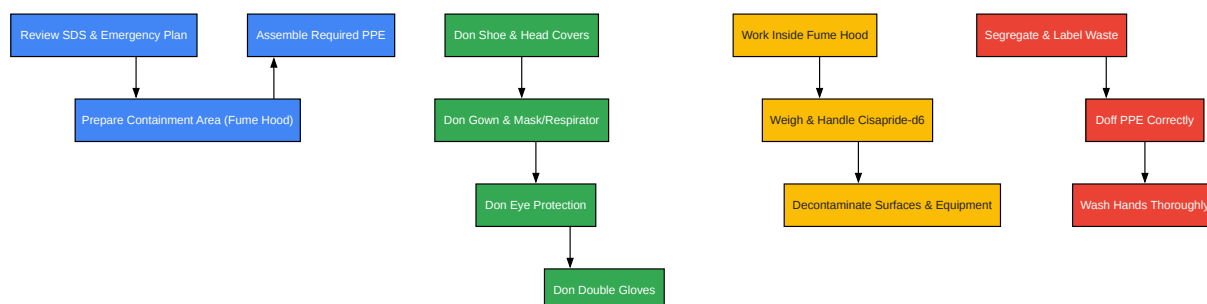 Review SDS & Emergency Plan
Assemble Required PPE
Prepare Containment Area (Fume Hood)
Don Shoe & Head Covers
Don Gown & Mask/Respirator
Don Eye Protection
Don Double Gloves
Work Inside Fume Hood
Weigh & Handle Cisapride-d6
Decontaminate Surfaces & Equipment
Segregate & Label Waste
Doff PPE Correctly
Wash Hands Thoroughly